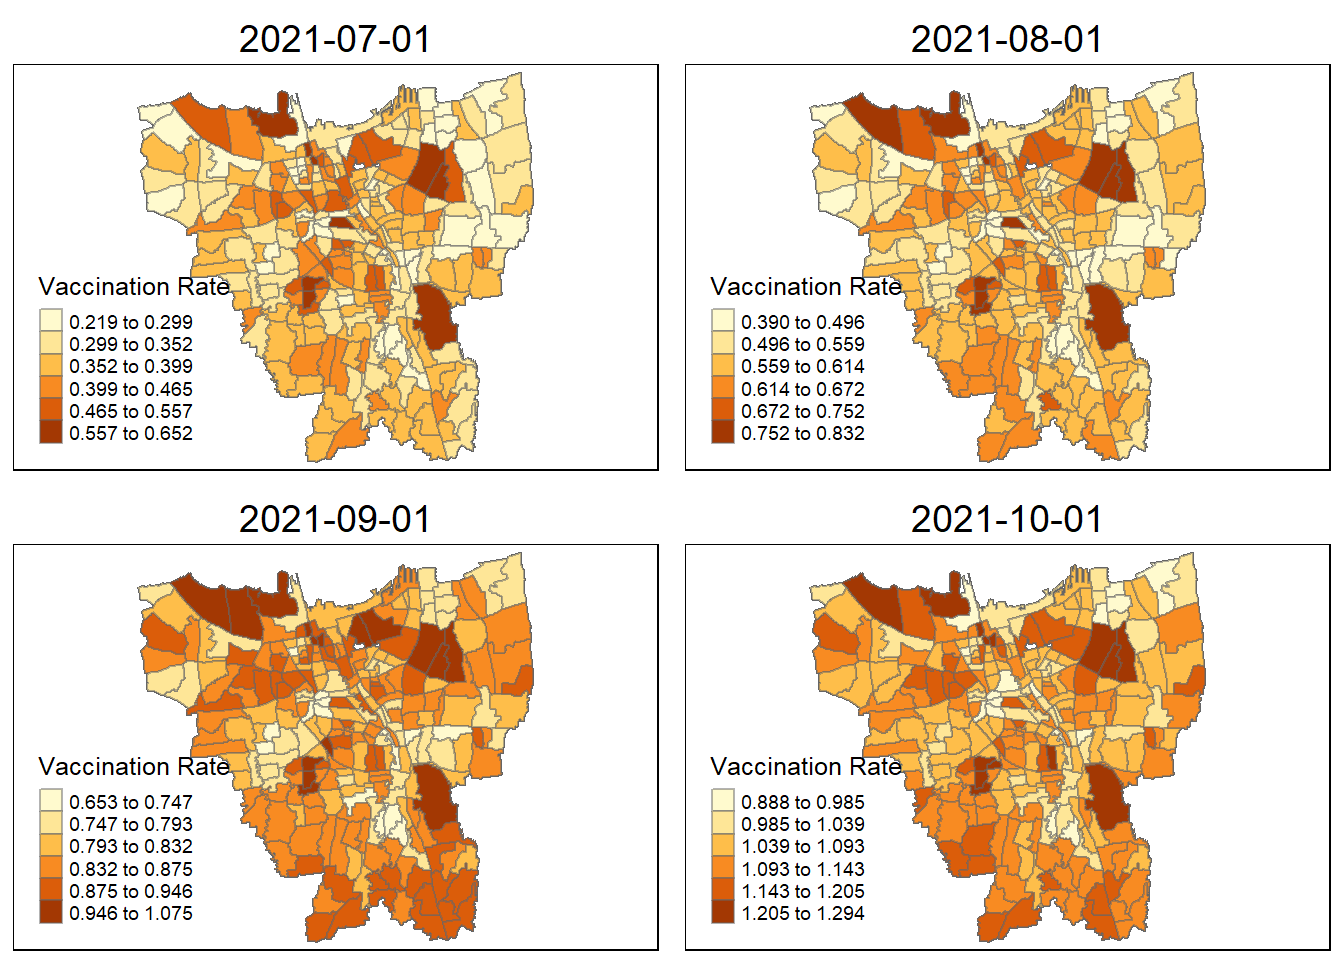 2021-07-01
Vaccination Rate
0.219 to 0.299
0.299 to 0.352
0.352 to 0.399
0.399 to 0.465
0.465 to 0.557
0.557 to 0.652
2021-08-01
Vaccination Rate
0.390 to 0.496
0.496 to 0.559
0.559 to 0.614
0.614 to 0.672
0.672 to 0.752
0.752 to 0.832
2021-09-01
Vaccination Rate
0.653 to 0.747
0.747 to 0.793
0.793 to 0.832
0.832 to 0.875
0.875 to 0.946
0.946 to 1.075
2021-10-01
Vaccination Rate
0.888 to 0.985
0.985 to 1.039
1.039 to 1.093
1.093 to 1.143
1.143 to 1.205
1.205 to 1.294